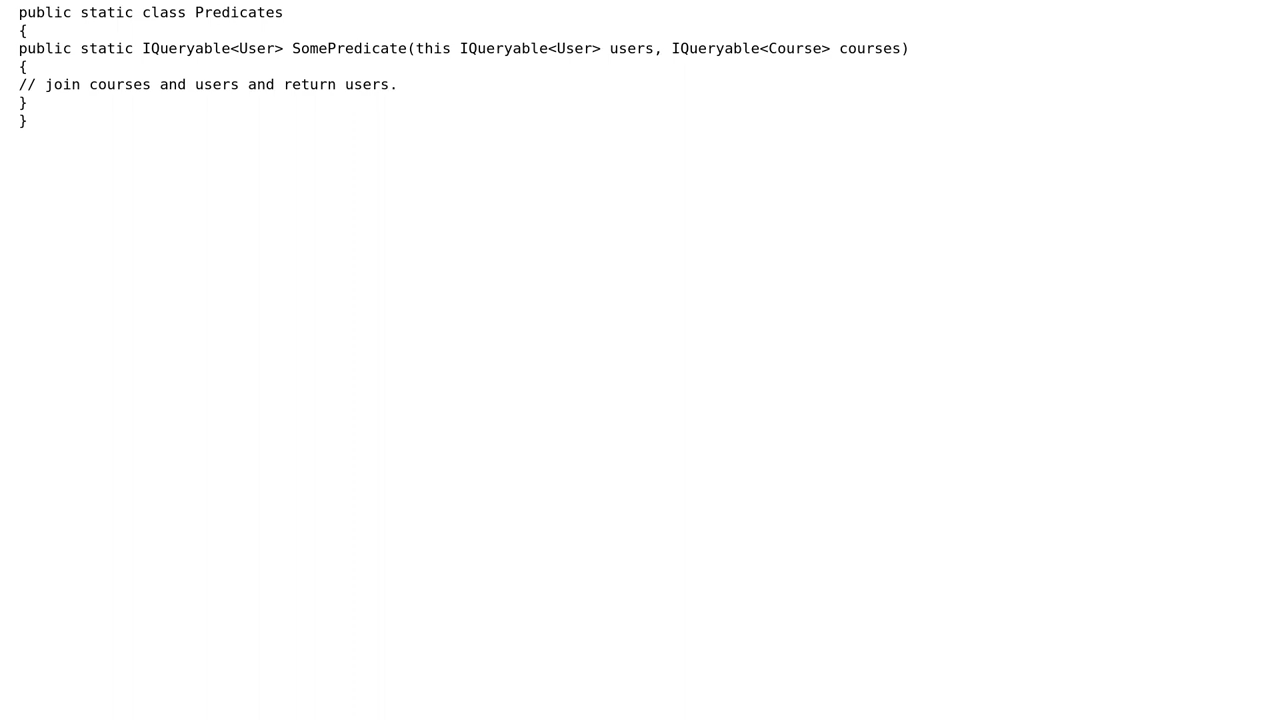 public static class Predicates
{
public static IQueryable<User> SomePredicate(this IQueryable<User> users, IQueryable<Course> courses)
{
// join courses and users and return users.
}
}